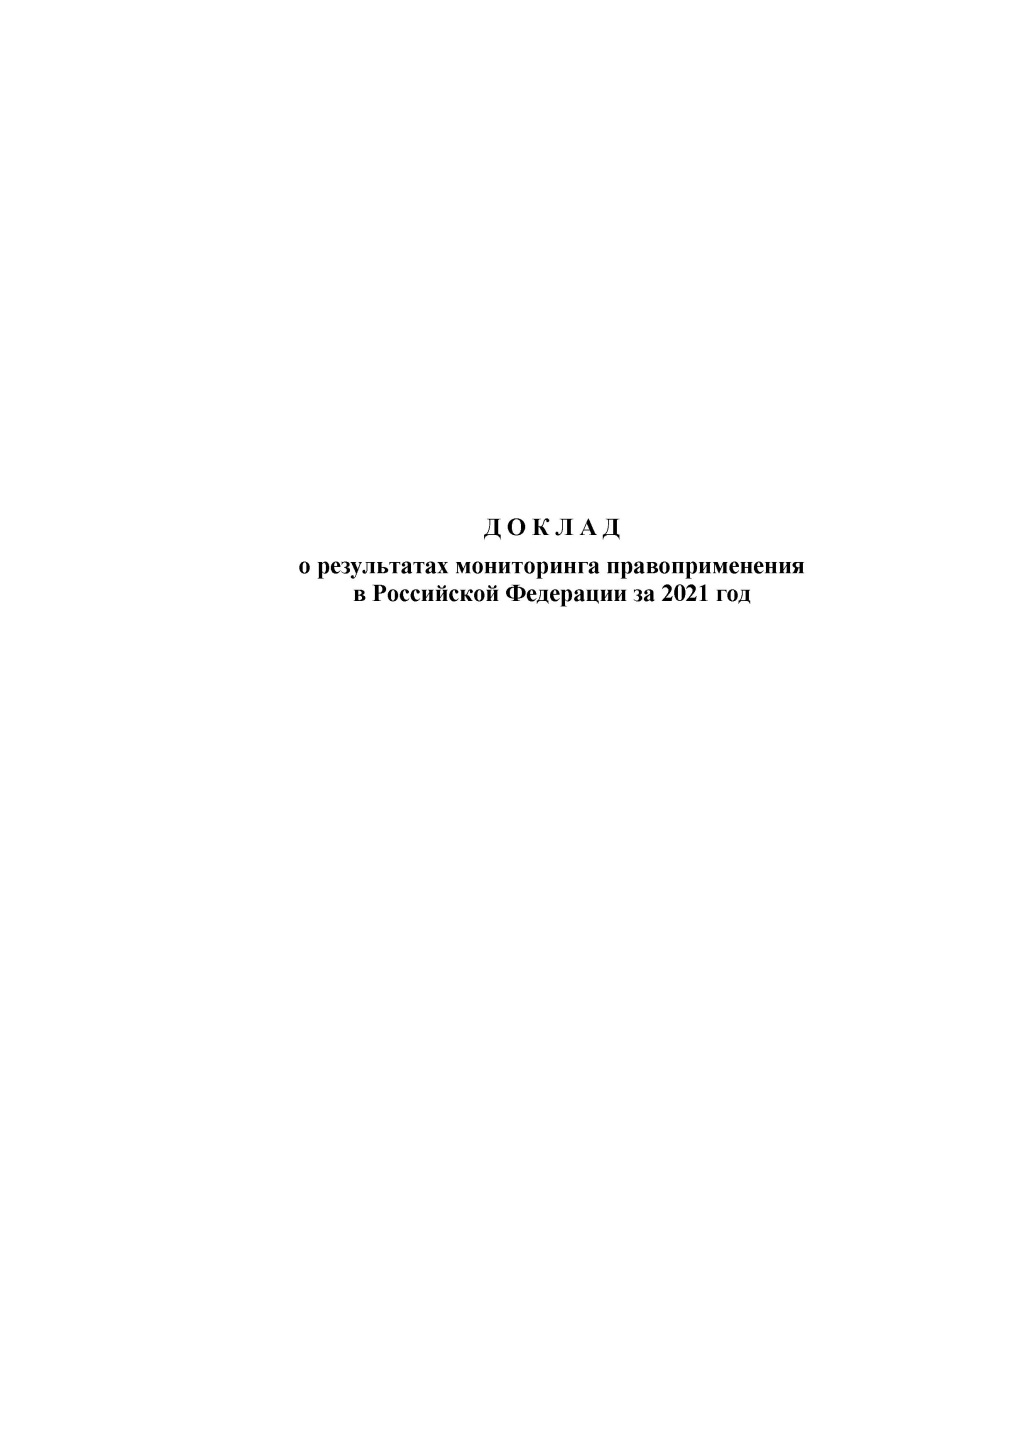 Д О К Л А Д
о результатах мониторинга правоприменения
в Российской Федерации за 2021 год